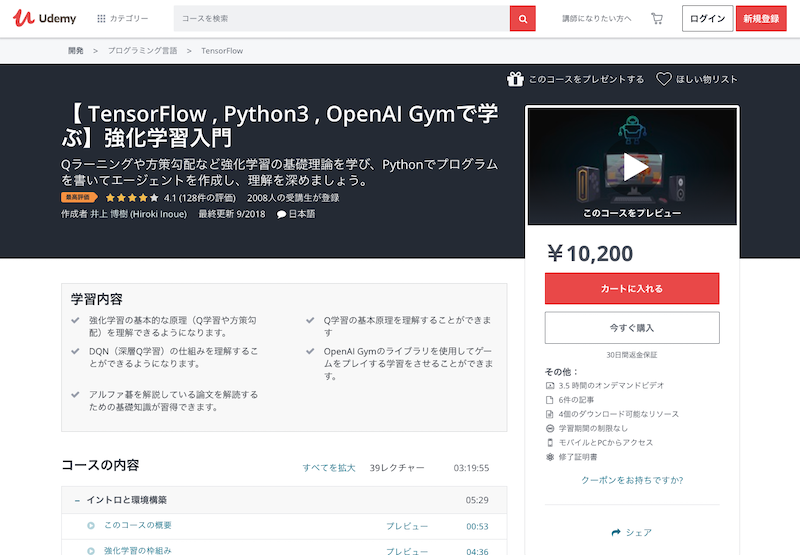 Udemy
カテゴリー
コースを検索
講師になりたい方へ
ログイン
新規登録
開発 > プログラミング言語 > TensorFlow
このコースをプレゼントする
ほしい物リスト
【 TensorFlow , Python3 , OpenAI Gymで学
ぶ】強化学習入門
Qラーニングや方策勾配など強化学習の基礎理論を学び、Pythonでプログラム
を書いてエージェントを作成し、理解を深めましょう。
最高評価 4.1 (128件の評価) 2008人の受講生が登録
作成者 井上 博樹 (Hiroki Inoue) 最終更新 9/2018 日本語
このコースをプレビュー
¥10,200
カートに入れる
今すぐ購入
30日間返金保証
その他：
3.5 時間のオンデマンドビデオ
6件の記事
4個のダウンロード可能なリソース
学習期間の制限なし
モバイルとPCからアクセス
修了証明書
クーポンをお持ちですか?
シェア
学習内容
強化学習の基本的な原理（Q学習や方策勾
配）を理解できるようになります。
Q学習の基本原理を理解することができま
す
DQN（深層Q学習）の仕組みを理解するこ
とができるようになります。
OpenAI Gymのライブラリを使用してゲー
ムをプレイする学習をさせることができま
す。
アルファ碁を解説している論文を解読する
ための基礎知識が習得できます。
コースの内容
すべてを拡大
39レクチャー
03:19:55
イントロと環境構築
05:29
このコースの概要
プレビュー
00:53
強化学習の枠組み
プレビュー
04:36